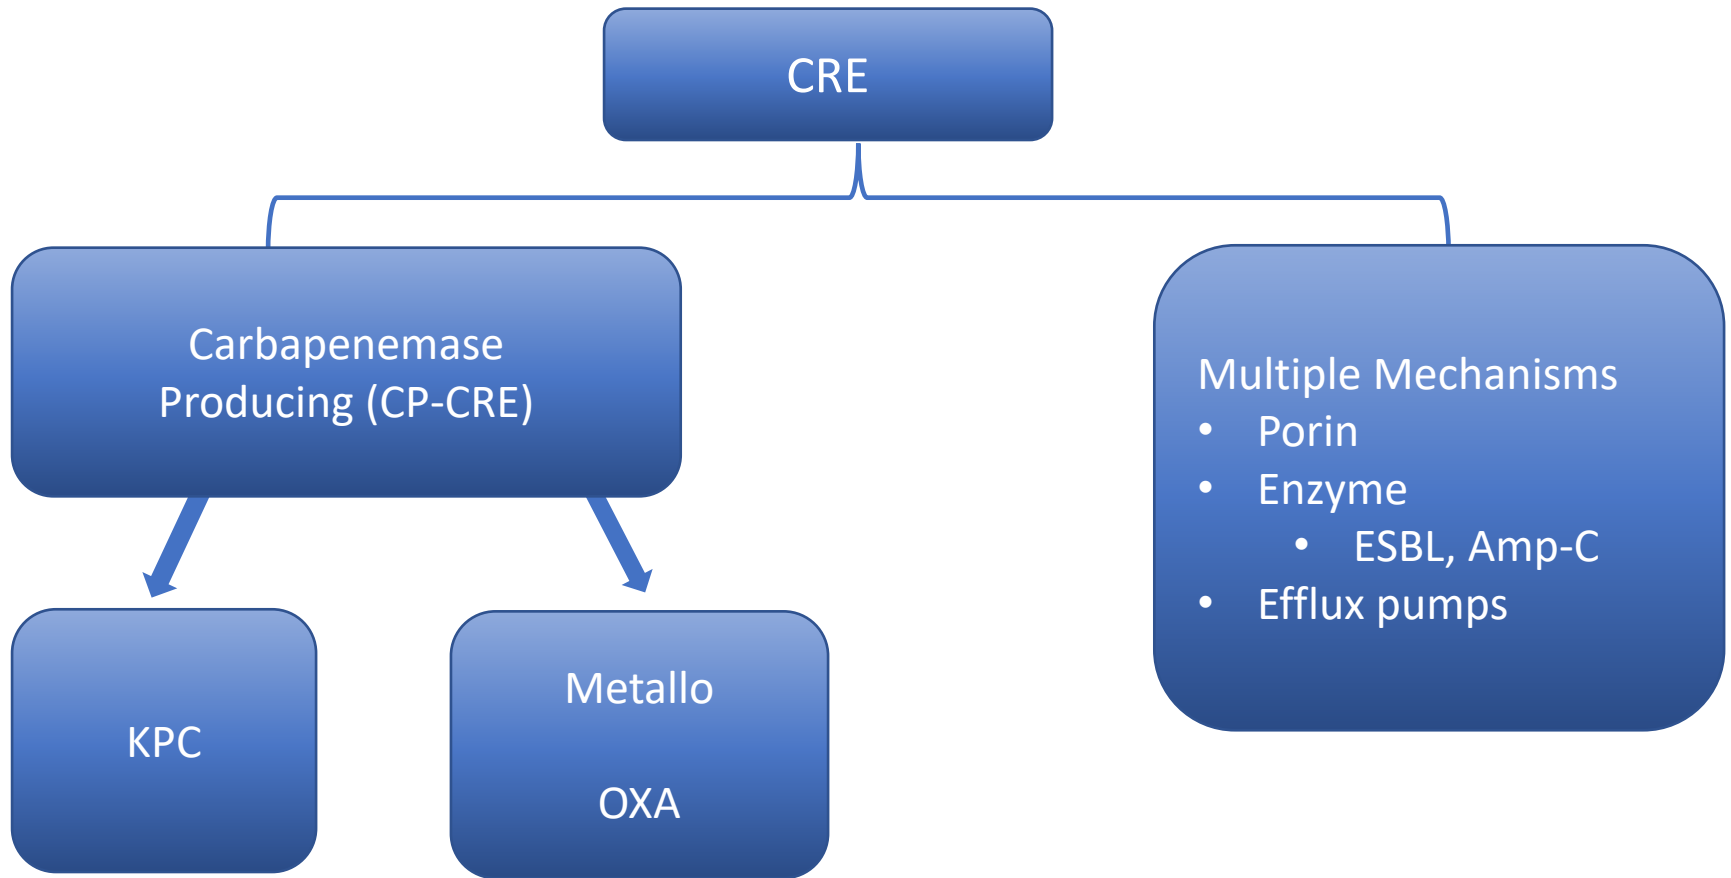 CRE
Carbapenemase
Producing (CP-CRE)
Multiple Mechanisms
• Porin
• Enzyme
• ESBL, Amp-C
• Efflux pumps
KPC
Metallo
OXA